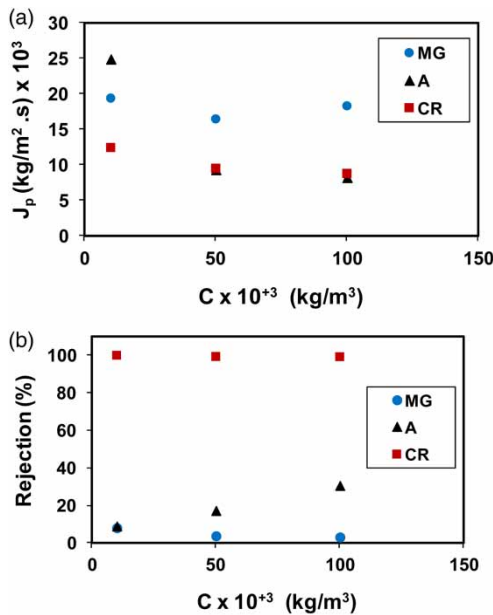 (a)
30
25
20
15
10
5
0
J_p (kg/m² .s) x 10³
MG
A
CR
0 50 100 150
C x 10⁺³ (kg/m³)
(b)
100
80
60
40
20
0
Rejection (%)
MG
A
CR
0 50 100 150
C x 10⁺³ (kg/m³)